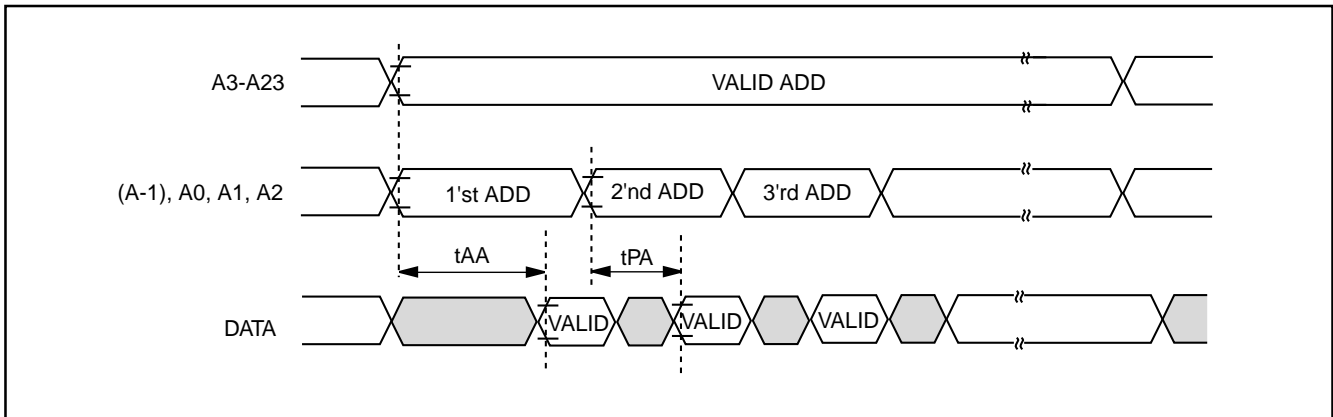 A3-A23
VALID ADD
(A-1), A0, A1, A2
1'st ADD
2'nd ADD
3'rd ADD
tAA
tPA
DATA
VALID
VALID
VALID